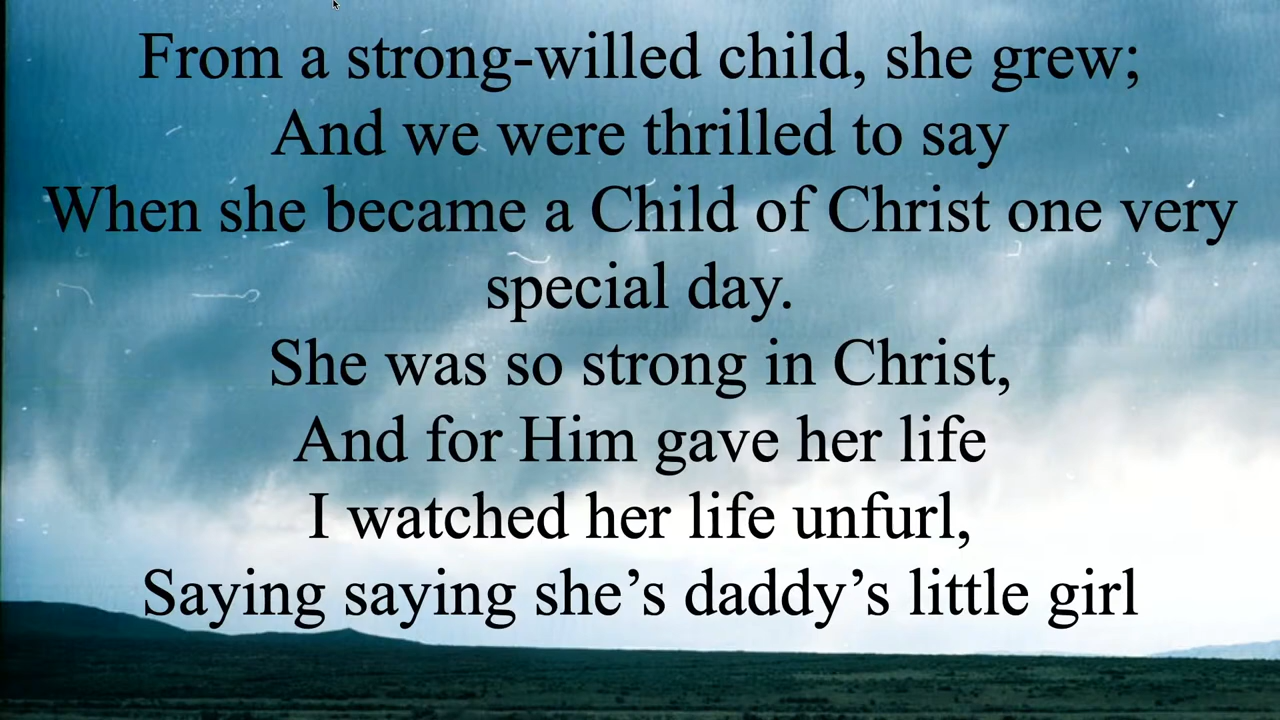 From a strong-willed child, she grew;
And we were thrilled to say
When she became a Child of Christ one very
special day.
She was so strong in Christ,
And for Him gave her life
I watched her life unfurl,
Saying saying she’s daddy’s little girl